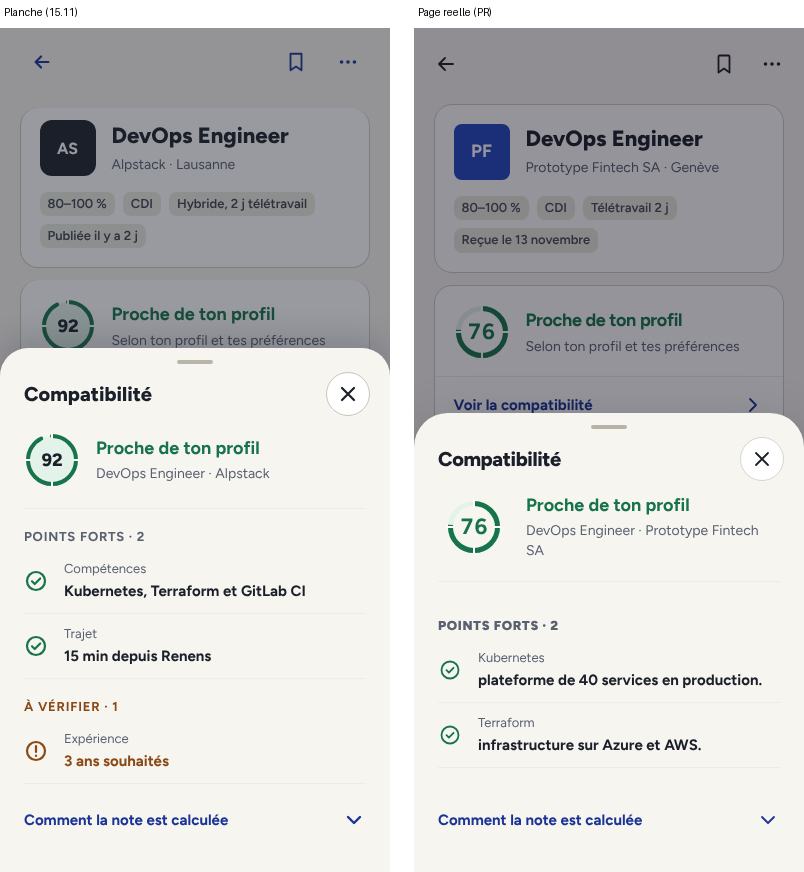 Planche (15.11)
AS
DevOps Engineer
Alpstack · Lausanne
80–100 %
CDI
Hybride, 2 j télétravail
Publiée il y a 2 j
92
Proche de ton profil
Selon ton profil et tes préférences
Compatibilité
92
Proche de ton profil
DevOps Engineer · Alpstack
POINTS FORTS · 2
Compétences
Kubernetes, Terraform et GitLab CI
Trajet
15 min depuis Renens
À VÉRIFIER · 1
Expérience
3 ans souhaités
Comment la note est calculée
Page reelle (PR)
PF
DevOps Engineer
Prototype Fintech SA · Genève
80–100 %
CDI
Télétravail 2 j
Reçue le 13 novembre
76
Proche de ton profil
Selon ton profil et tes préférences
Voir la compatibilité
Compatibilité
76
Proche de ton profil
DevOps Engineer · Prototype Fintech
SA
POINTS FORTS · 2
Kubernetes
plateforme de 40 services en production.
Terraform
infrastructure sur Azure et AWS.
Comment la note est calculée